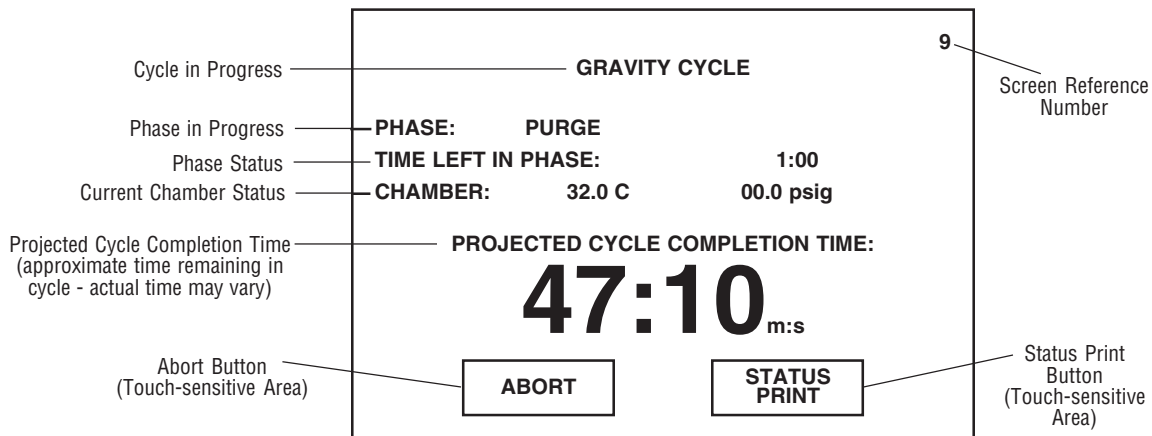 9
Cycle in Progress
GRAVITY CYCLE
Screen Reference
Number
Phase in Progress
PHASE: PURGE
Phase Status
TIME LEFT IN PHASE: 1:00
Current Chamber Status
CHAMBER: 32.0 C 00.0 psig
Projected Cycle Completion Time
(approximate time remaining in
cycle - actual time may vary)
PROJECTED CYCLE COMPLETION TIME:
47:10 m:s
Abort Button
(Touch-sensitive Area)
ABORT
STATUS
PRINT
Status Print
Button
(Touch-sensitive
Area)